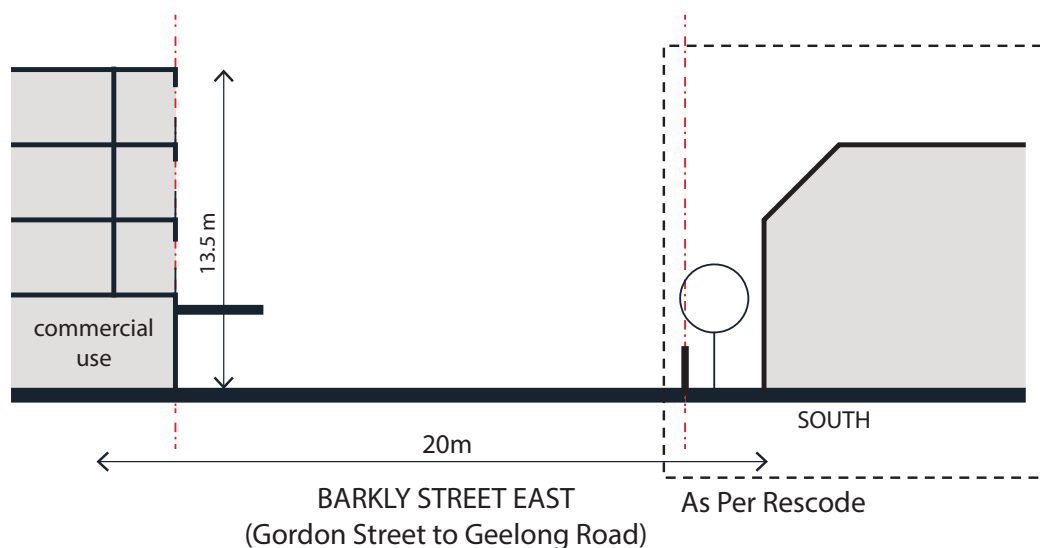 13.5 m
commercial
use
SOUTH
20m
BARKLY STREET EAST
(Gordon Street to Geelong Road)
As Per Rescode